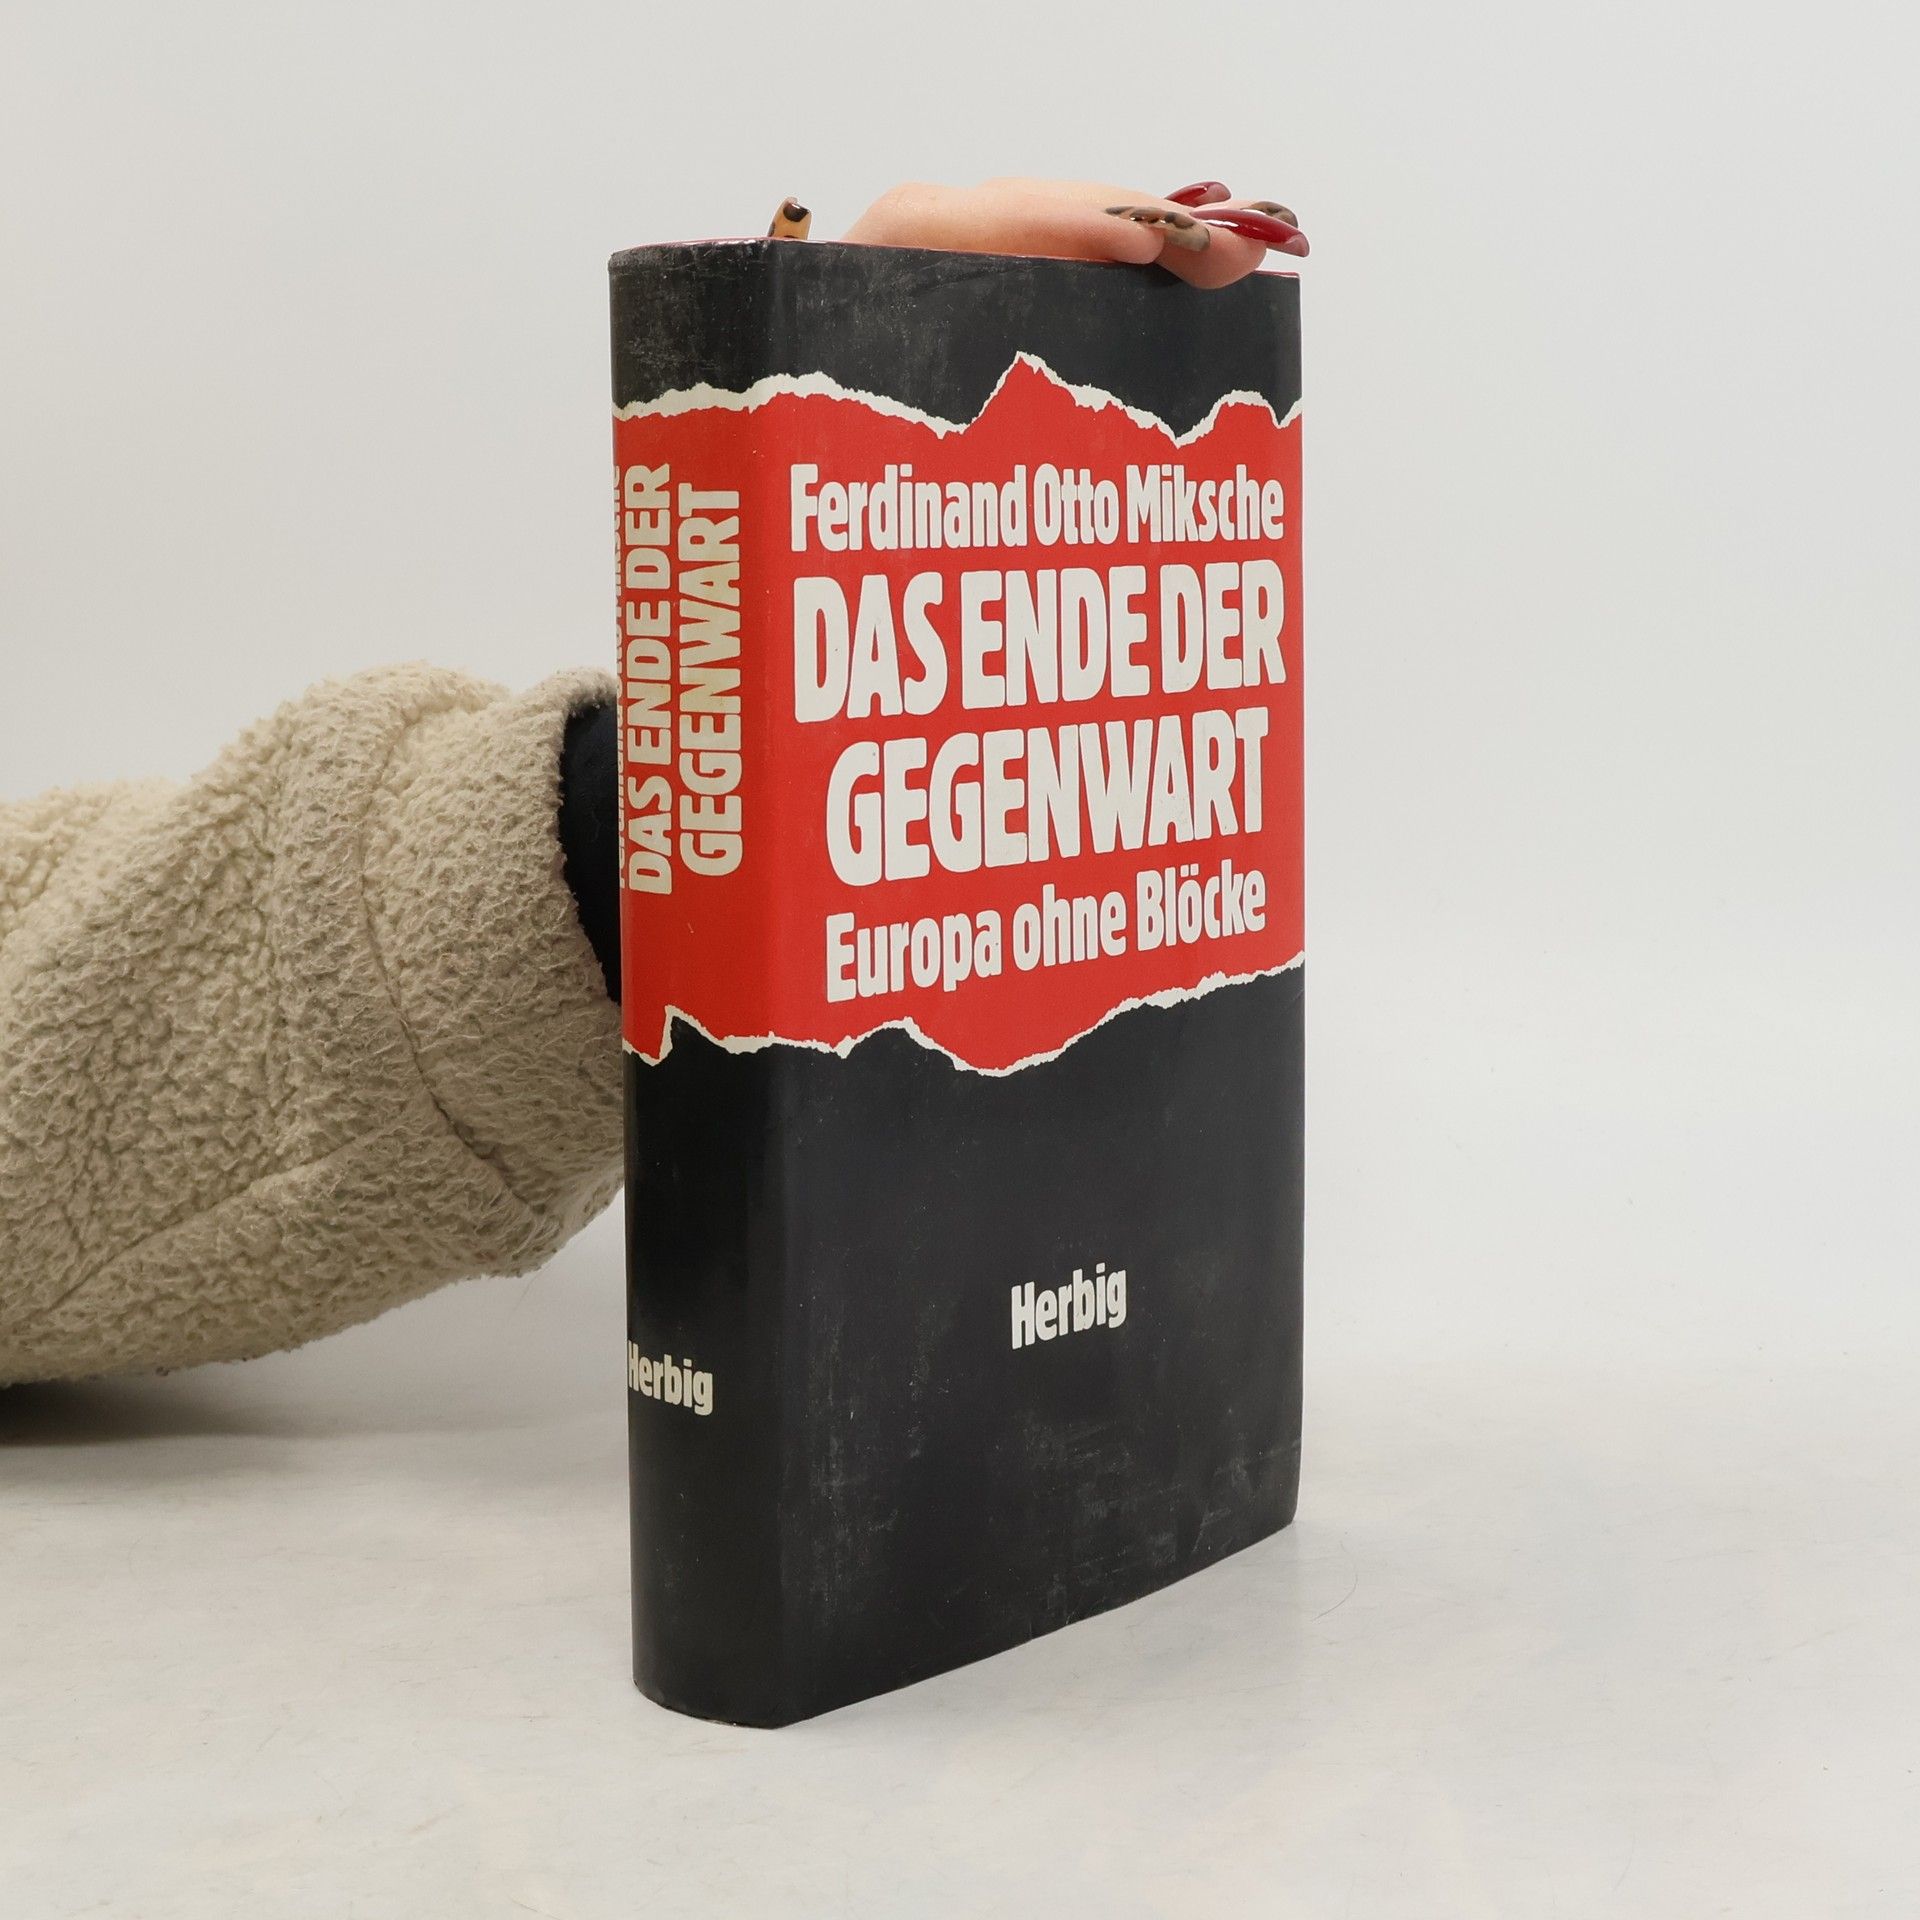 Ferdinand Otto Miksche
DAS ENDE DER
GEGENWART
Europa ohne Blöcke
Herbig
DAS ENDE DER
GEGENWART
Herbig